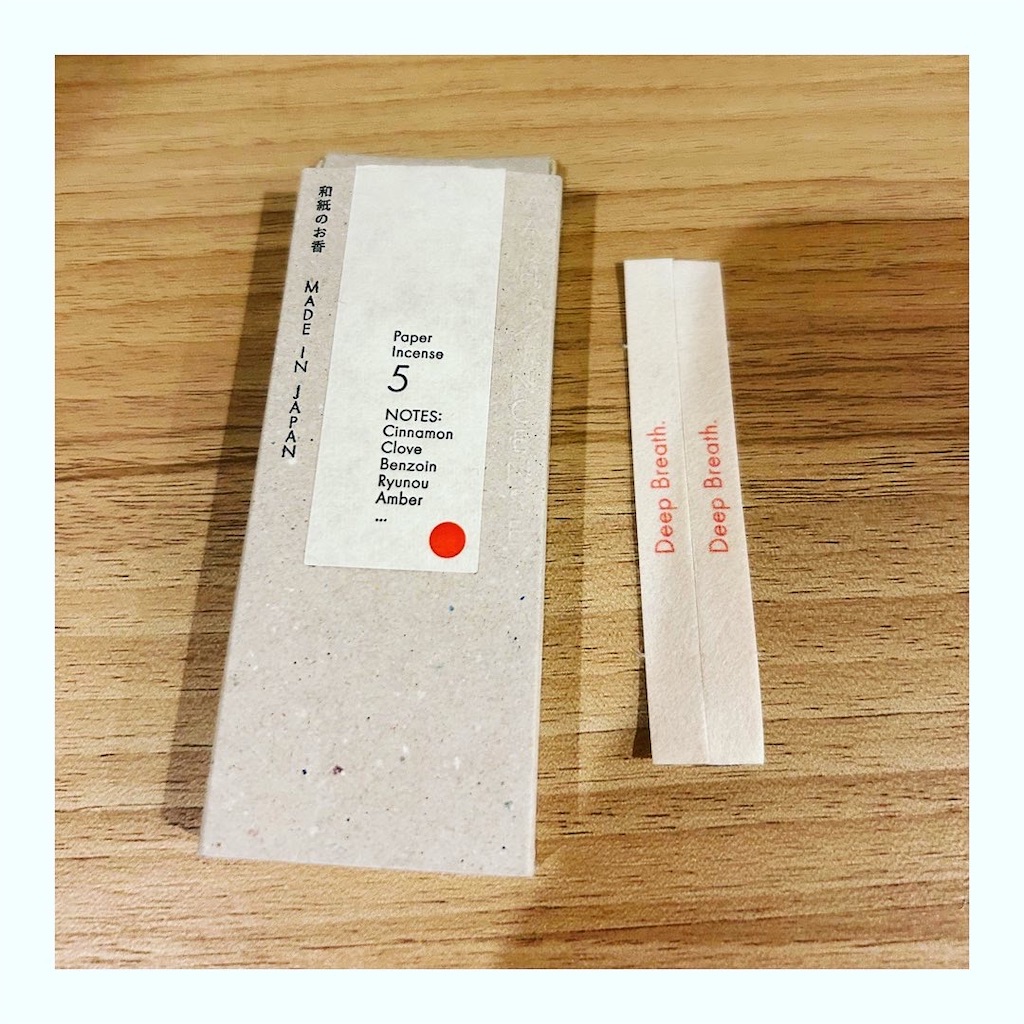 和紙のお香 MADE IN JAPAN
Paper
Incense
5
NOTES:
Cinnamon
Clove
Benzoin
Ryunou
Amber
...
Deep Breath.
Deep Breath.